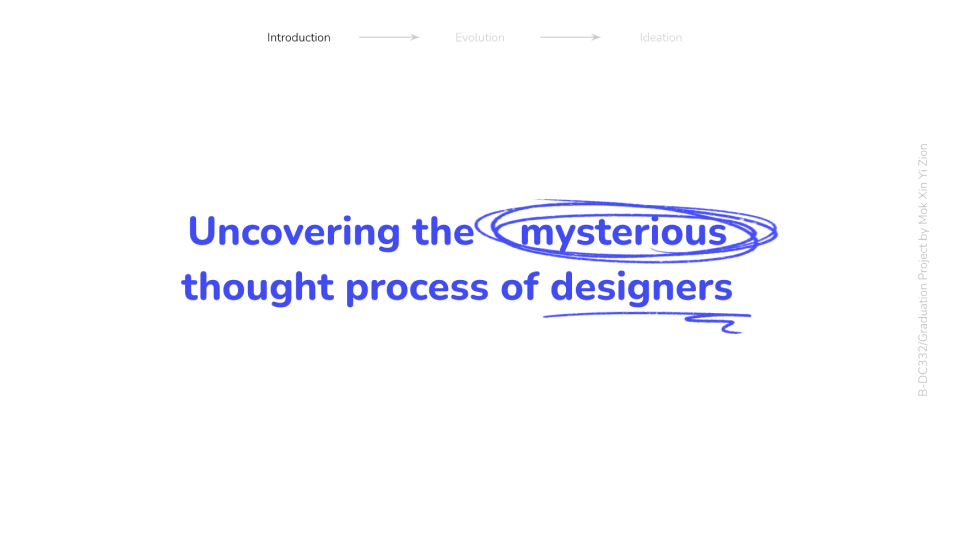 Introduction
Evolution
Ideation
Uncovering the mysterious
thought process of designers
B-DC332/Graduation Project by Mok Xin Yi Zion